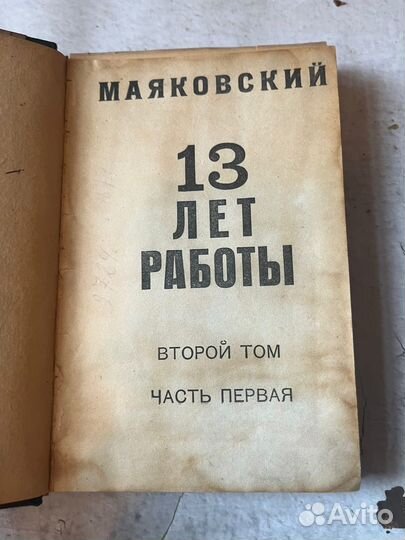 МАЯКОВСКИЙ
13
ЛЕТ
РАБОТЫ
ВТОРОЙ ТОМ
ЧАСТЬ ПЕРВАЯ
Avito